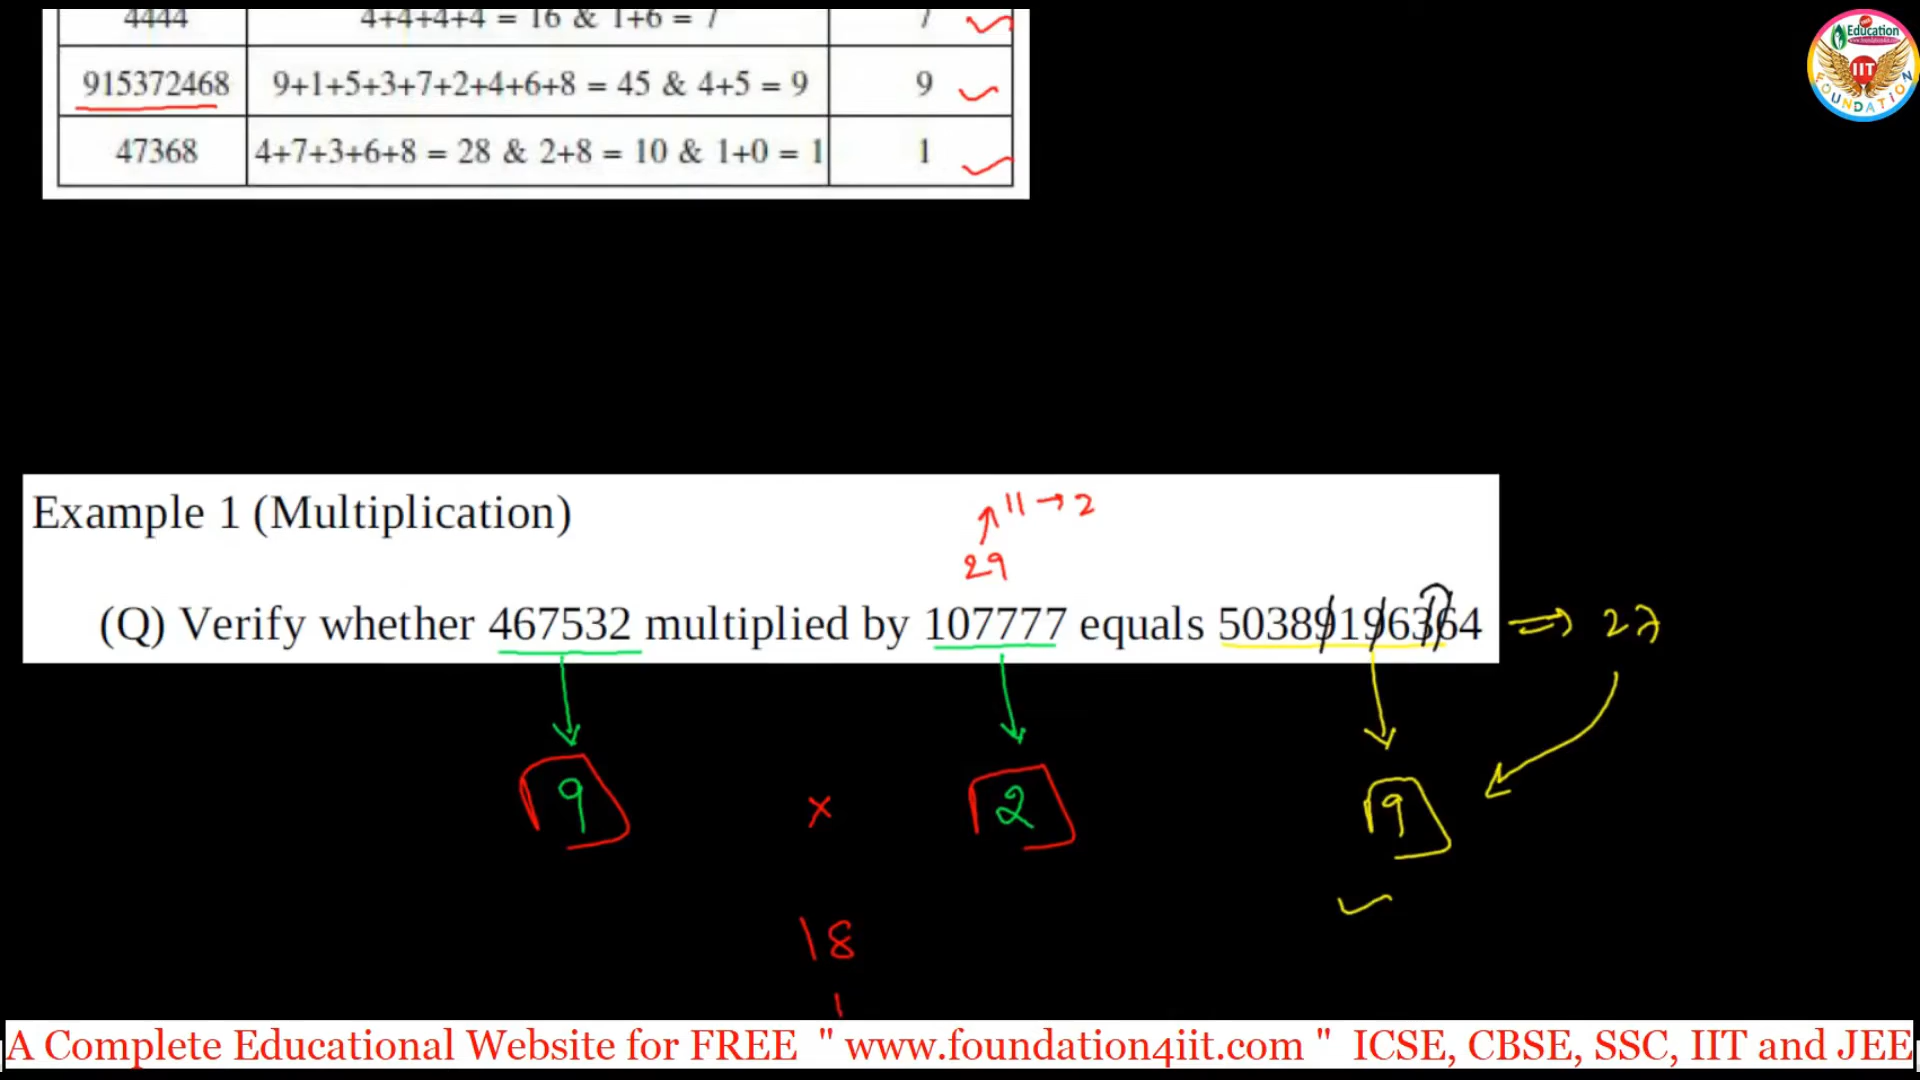 4444 4+4+4+4 = 16 & 1+6 = 7 7
915372468 9+1+5+3+7+2+4+6+8 = 45 & 4+5 = 9 9
47368 4+7+3+6+8 = 28 & 2+8 = 10 & 1+0 = 1 1
Education
IIT
FOUNDATION
Example 1 (Multiplication)
11 → 2
29
(Q) Verify whether 467532 multiplied by 107777 equals 50389196364 ⇒ 27
9 × 2 9
18
A Complete Educational Website for FREE " www.foundation4iit.com " ICSE, CBSE, SSC, IIT and JEE